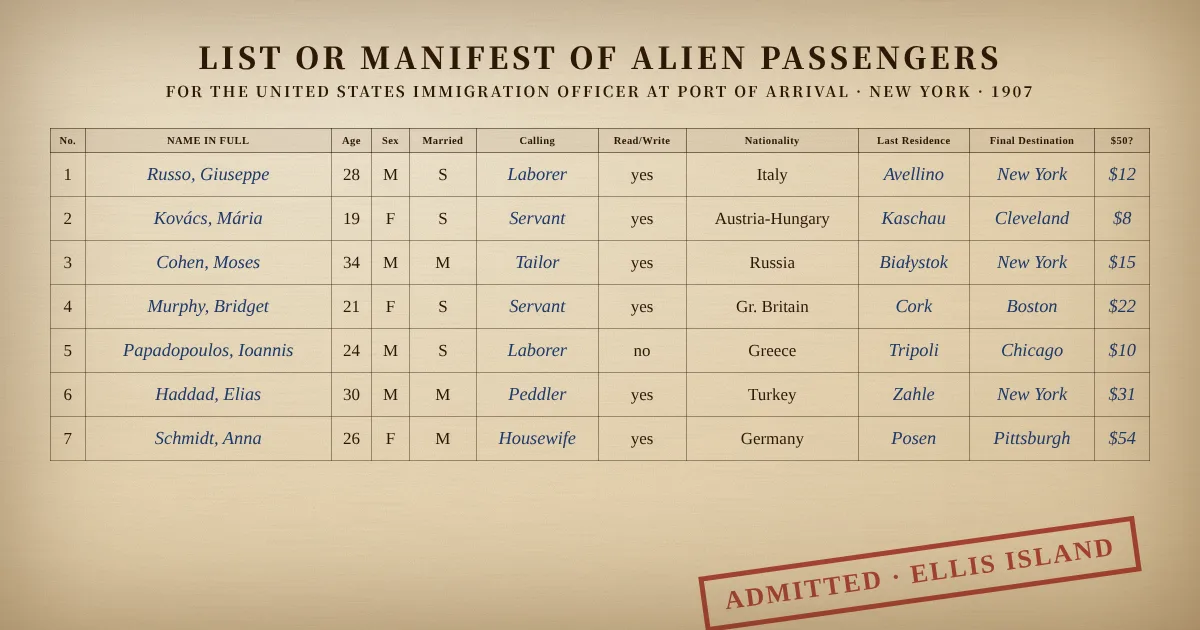 LIST OR MANIFEST OF ALIEN PASSENGERS
FOR THE UNITED STATES IMMIGRATION OFFICER AT PORT OF ARRIVAL · NEW YORK · 1907
No. NAME IN FULL Age Sex Married Calling Read/Write Nationality Last Residence Final Destination $50?
1 Russo, Giuseppe 28 M S Laborer yes Italy Avellino New York $12
2 Kovács, Mária 19 F S Servant yes Austria-Hungary Kaschau Cleveland $8
3 Cohen, Moses 34 M M Tailor yes Russia Białystok New York $15
4 Murphy, Bridget 21 F S Servant yes Gr. Britain Cork Boston $22
5 Papadopoulos, Ioannis 24 M S Laborer no Greece Tripoli Chicago $10
6 Haddad, Elias 30 M M Peddler yes Turkey Zahle New York $31
7 Schmidt, Anna 26 F M Housewife yes Germany Posen Pittsburgh $54
ADMITTED · ELLIS ISLAND